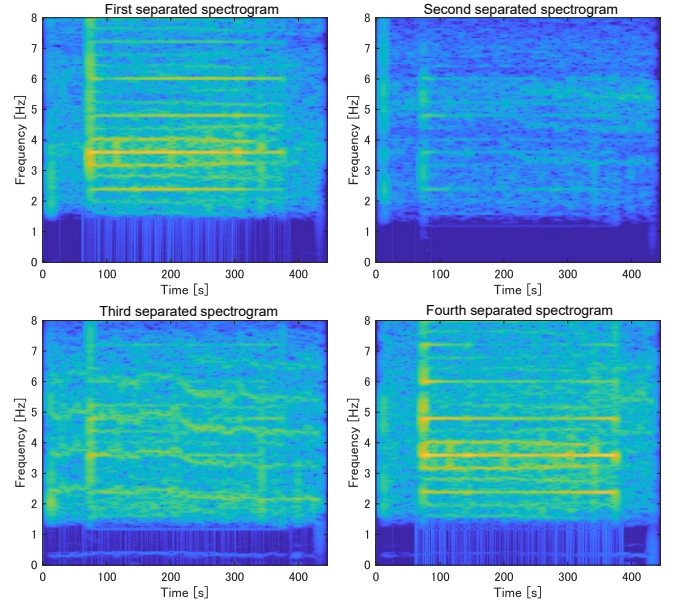 First separated spectrogram
Second separated spectrogram
8
7
6
5
4
3
2
1
0
Frequency [Hz]
0 100 200 300 400
Time [s]
8
7
6
5
4
3
2
1
0
Frequency [Hz]
0 100 200 300 400
Time [s]
Third separated spectrogram
Fourth separated spectrogram
8
7
6
5
4
3
2
1
0
Frequency [Hz]
0 100 200 300 400
Time [s]
8
7
6
5
4
3
2
1
0
Frequency [Hz]
0 100 200 300 400
Time [s]